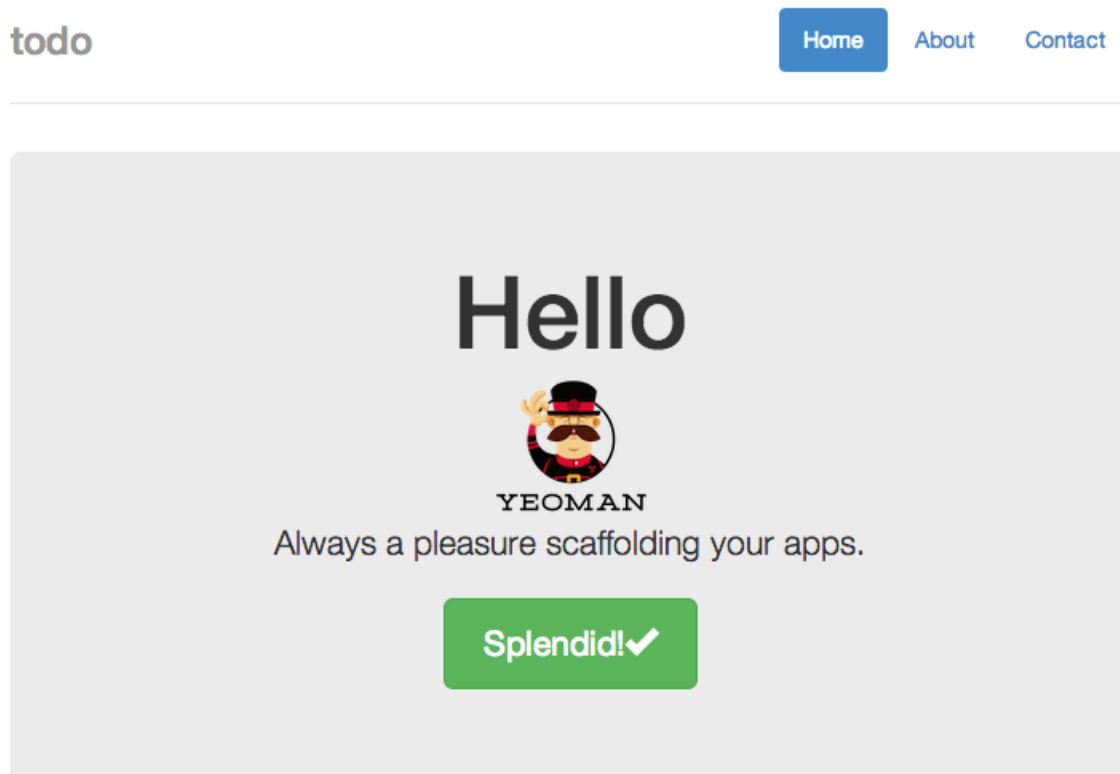 todo
Home About Contact
Hello
YEOMAN
Always a pleasure scaffolding your apps.
Splendid!✔